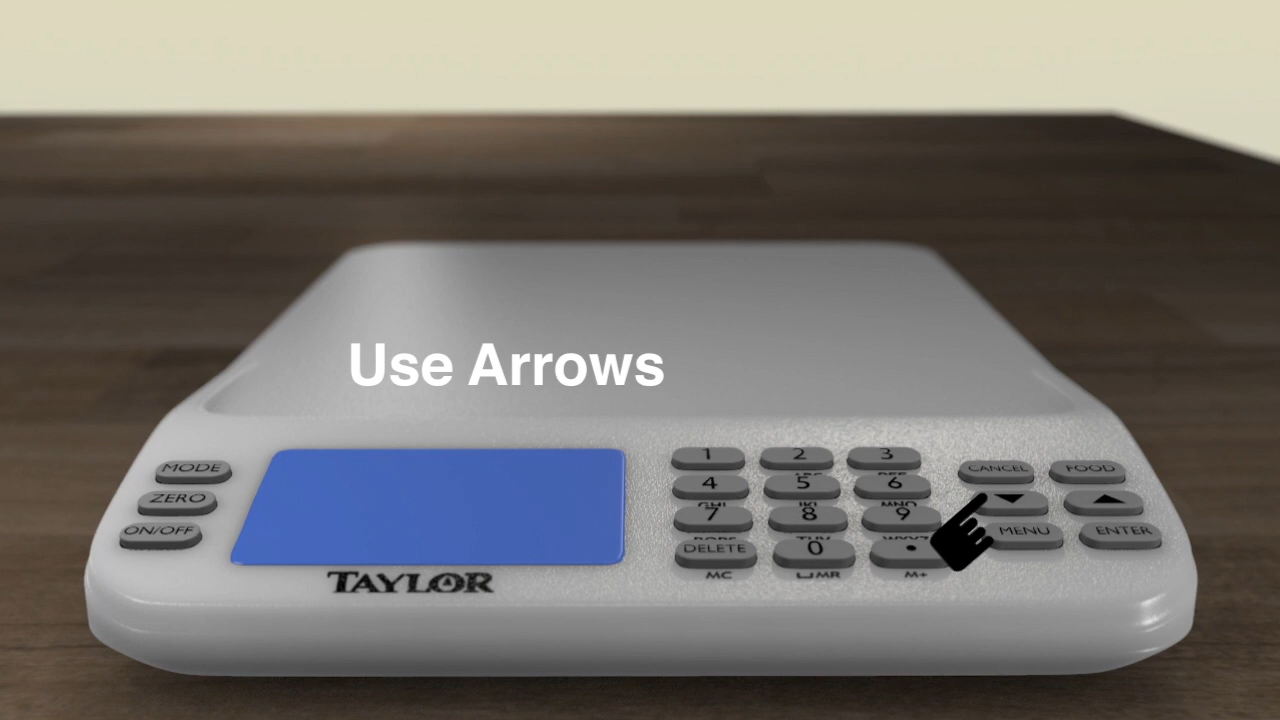 Use Arrows
MODE
ZERO
ON/OFF
TAYLOR
1 2 3
4 5 6
7 8 9
DELETE 0 .
MC MR M+
CANCEL FOOD
MENU ENTER